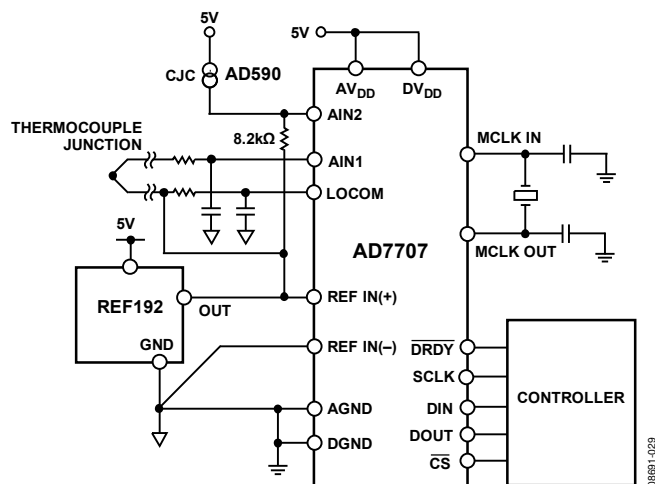 5V
5V
CJC
AD590
AVDD
DVDD
AIN2
THERMOCOUPLE
JUNCTION
8.2kΩ
MCLK IN
AIN1
LOCOM
5V
AD7707
MCLK OUT
REF192
OUT
REF IN(+)
GND
REF IN(–)
DRDY
SCLK
CONTROLLER
AGND
DIN
DOUT
DGND
CS
08691-029